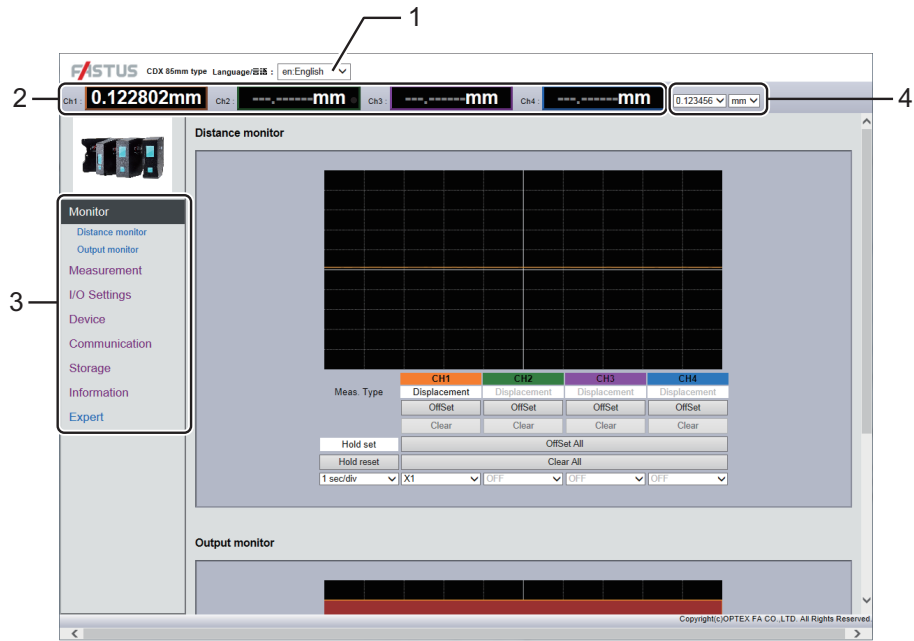 1
FASTUS CDX 85mm type Language/言語 : en:English
2 Ch1 : 0.122802mm Ch2 : ---.------mm Ch3 : ---.------mm Ch4 : ---.------mm 0.123456 mm 4
Distance monitor
3
Monitor
Distance monitor
Output monitor
Measurement
I/O Settings
Device
Communication
Storage
Information
Expert
CH1 CH2 CH3 CH4
Meas. Type Displacement Displacement Displacement Displacement
OffSet OffSet OffSet OffSet
Clear Clear Clear Clear
Hold set OffSet All
Hold reset Clear All
1 sec/div X1 OFF OFF OFF
Output monitor
Copyright(c)OPTEX FA CO.,LTD. All Rights Reserved.